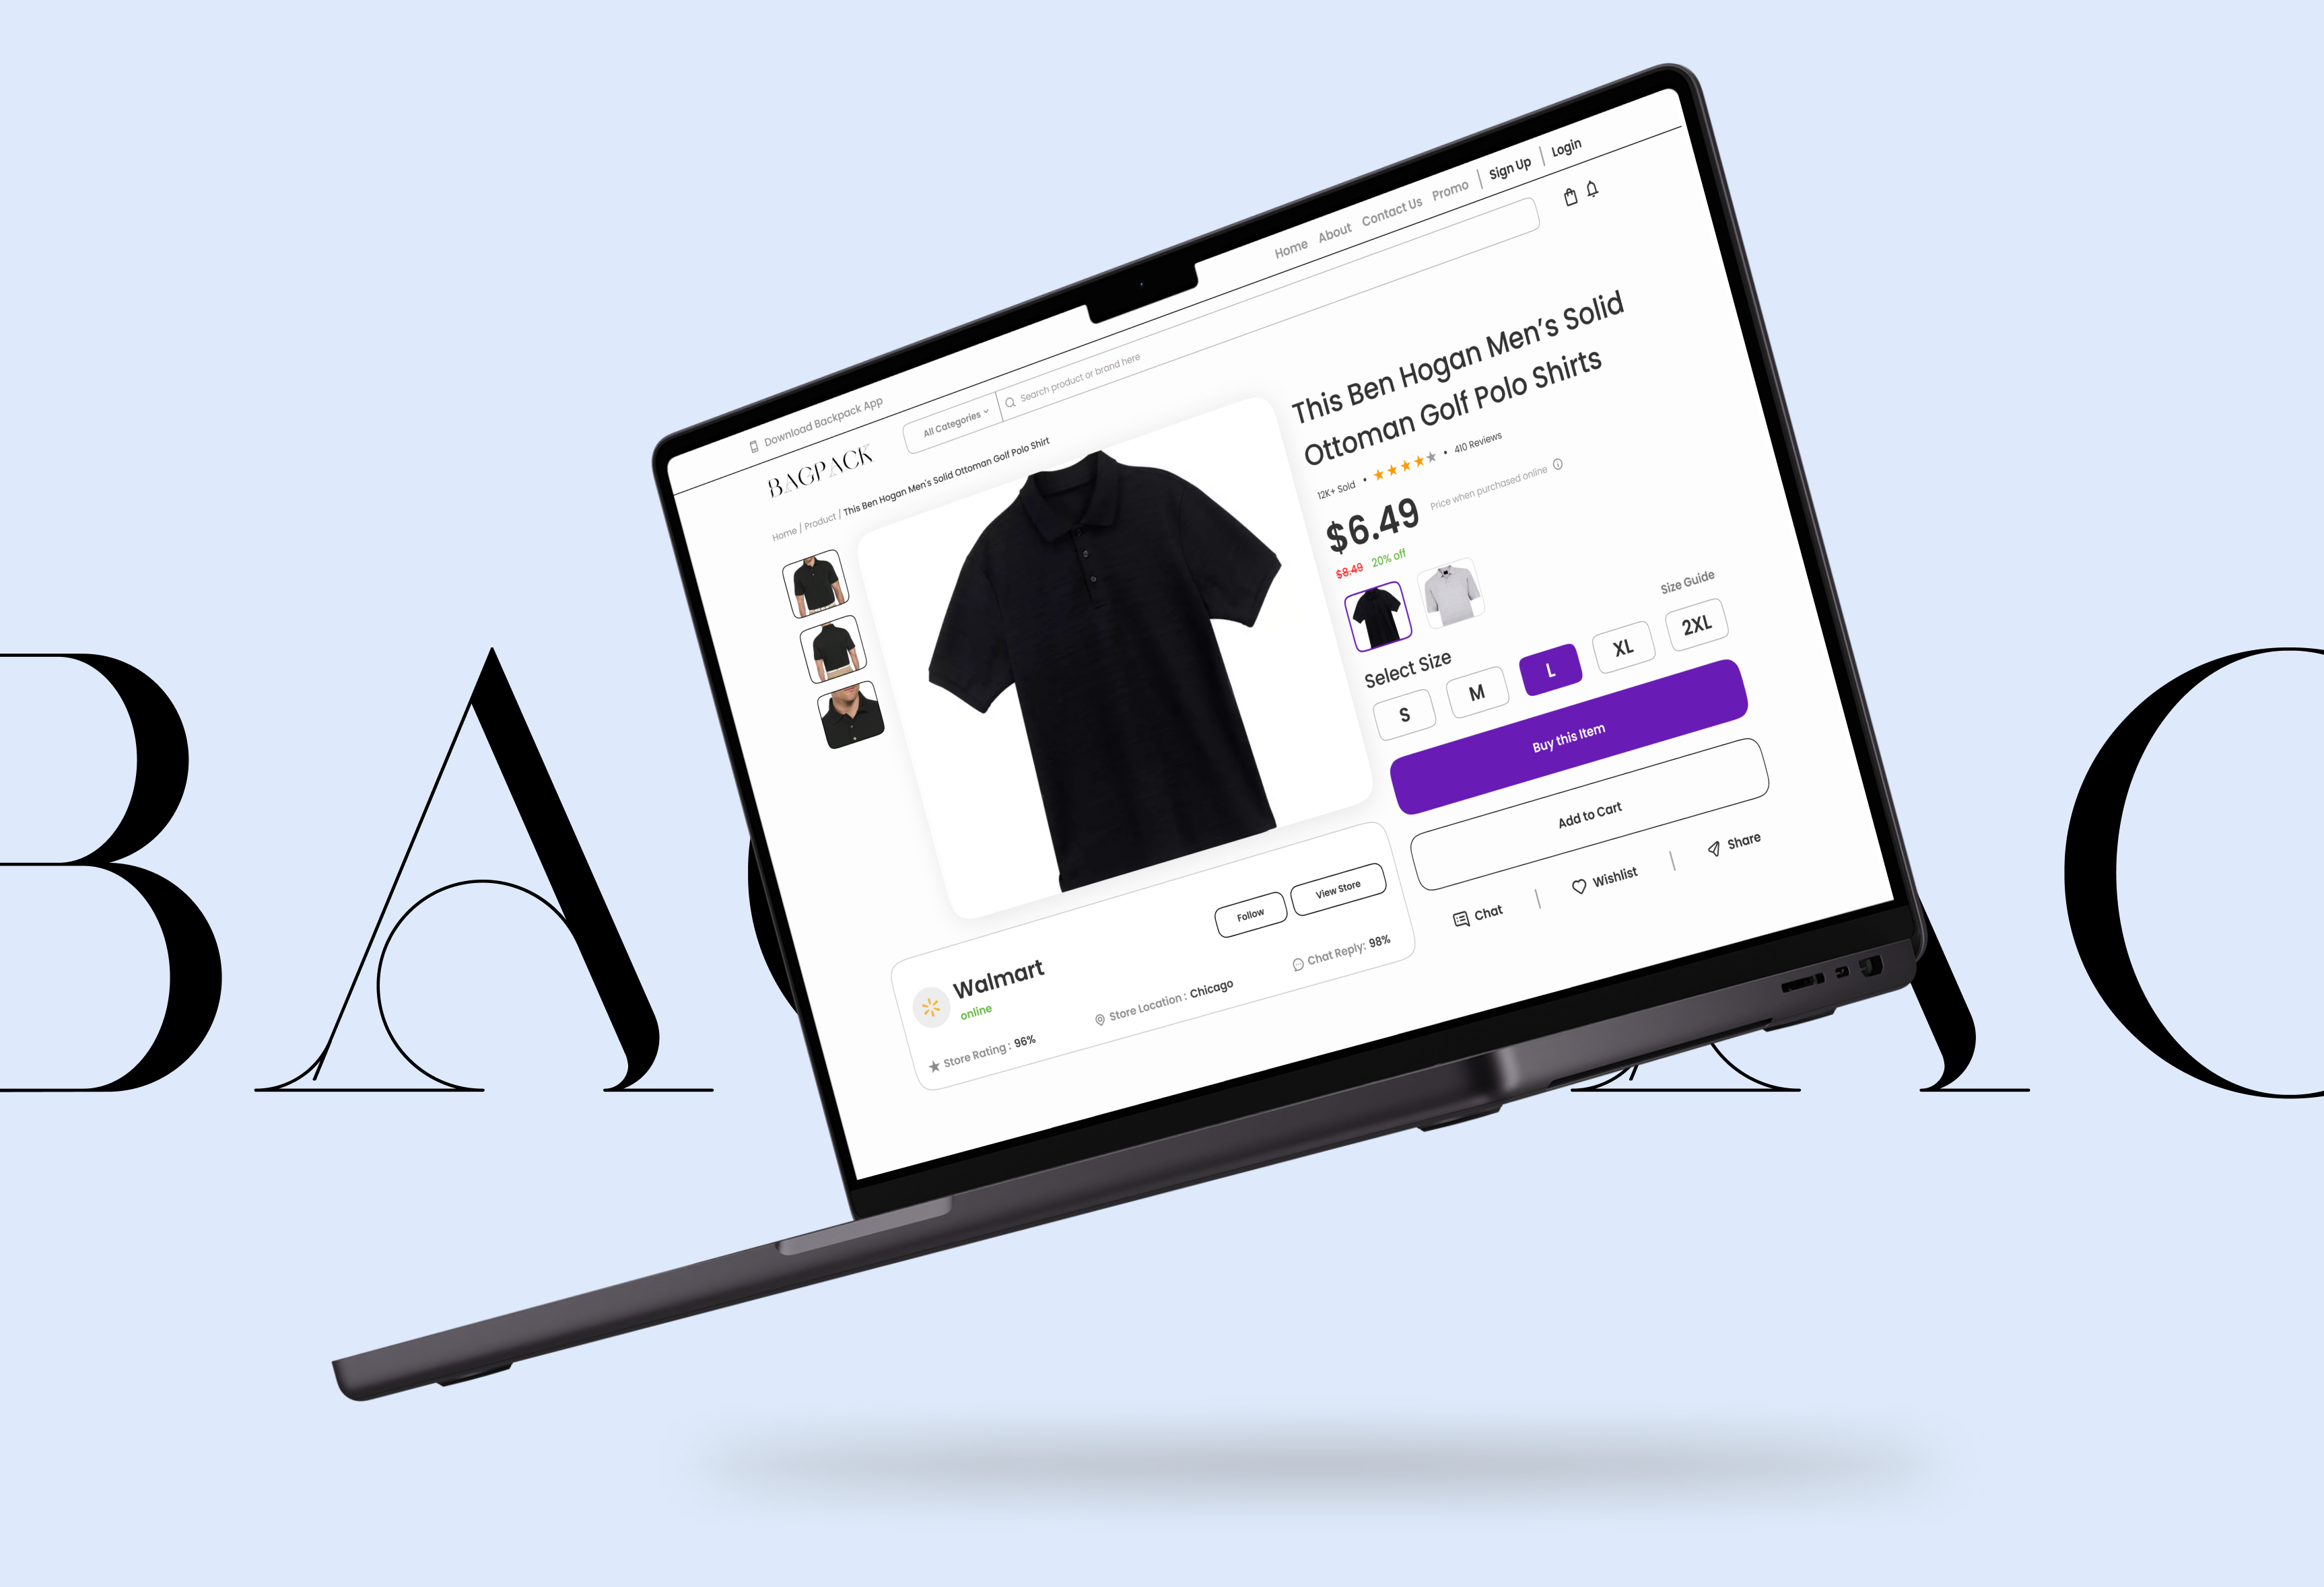 Download Backpack App
Home About Contact Us Promo Sign Up Login
BAGPACK
All Categories
Search product or brand here
Home / Product / This Ben Hogan Men's Solid Ottoman Golf Polo Shirt
This Ben Hogan Men's Solid
Ottoman Golf Polo Shirts
12K+ Sold • • 410 Reviews
$6.49 Price when purchased online
$8.49 20% off
Size Guide
Select Size
S M L XL 2XL
Buy this Item
Add to Cart
Chat Wishlist Share
Walmart
online
Follow View Store
Store Rating : 96% Store Location : Chicago Chat Reply: 98%
BA